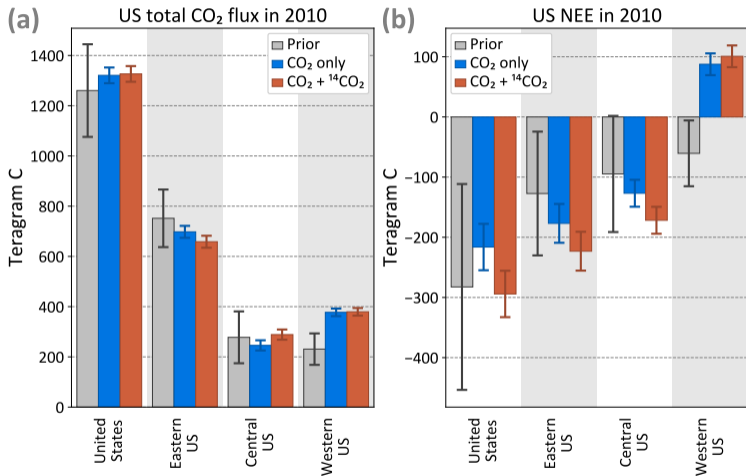 (a)
US total CO₂ flux in 2010
Teragram C
1400
1200
1000
800
600
400
200
0
Prior
CO₂ only
CO₂ + ¹⁴CO₂
United
States
Eastern
US
Central
US
Western
US
(b)
US NEE in 2010
Teragram C
100
0
−100
−200
−300
−400
Prior
CO₂ only
CO₂ + ¹⁴CO₂
United
States
Eastern
US
Central
US
Western
US